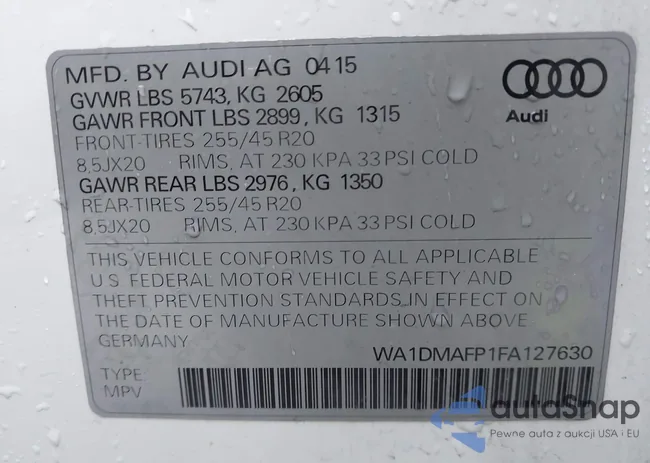 MFD. BY AUDI AG 04 15
GVWR LBS 5743, KG 2605
GAWR FRONT LBS 2899, KG 1315
FRONT-TIRES 255/45 R20
8,5JX20 RIMS, AT 230 KPA 33 PSI COLD
GAWR REAR LBS 2976, KG 1350
REAR-TIRES 255/45 R20
8,5JX20 RIMS, AT 230 KPA 33 PSI COLD
Audi
THIS VEHICLE CONFORMS TO ALL APPLICABLE
U.S. FEDERAL MOTOR VEHICLE SAFETY AND
THEFT PREVENTION STANDARDS,IN EFFECT ON
THE DATE OF MANUFACTURE SHOWN ABOVE
GERMANY
WA1DMAFP1FA127630
TYPE
MPV
autoSnap
Pewne auta z aukcji USA i EU